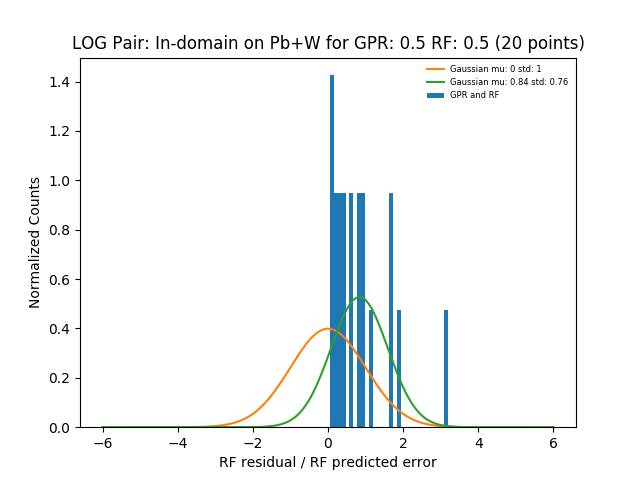 LOG Pair: In-domain on Pb+W for GPR: 0.5 RF: 0.5 (20 points)
Gaussian mu: 0 std: 1
Gaussian mu: 0.84 std: 0.76
GPR and RF
1.4
1.2
1.0
0.8
0.6
0.4
0.2
0.0
Normalized Counts
−6 −4 −2 0 2 4 6
RF residual / RF predicted error